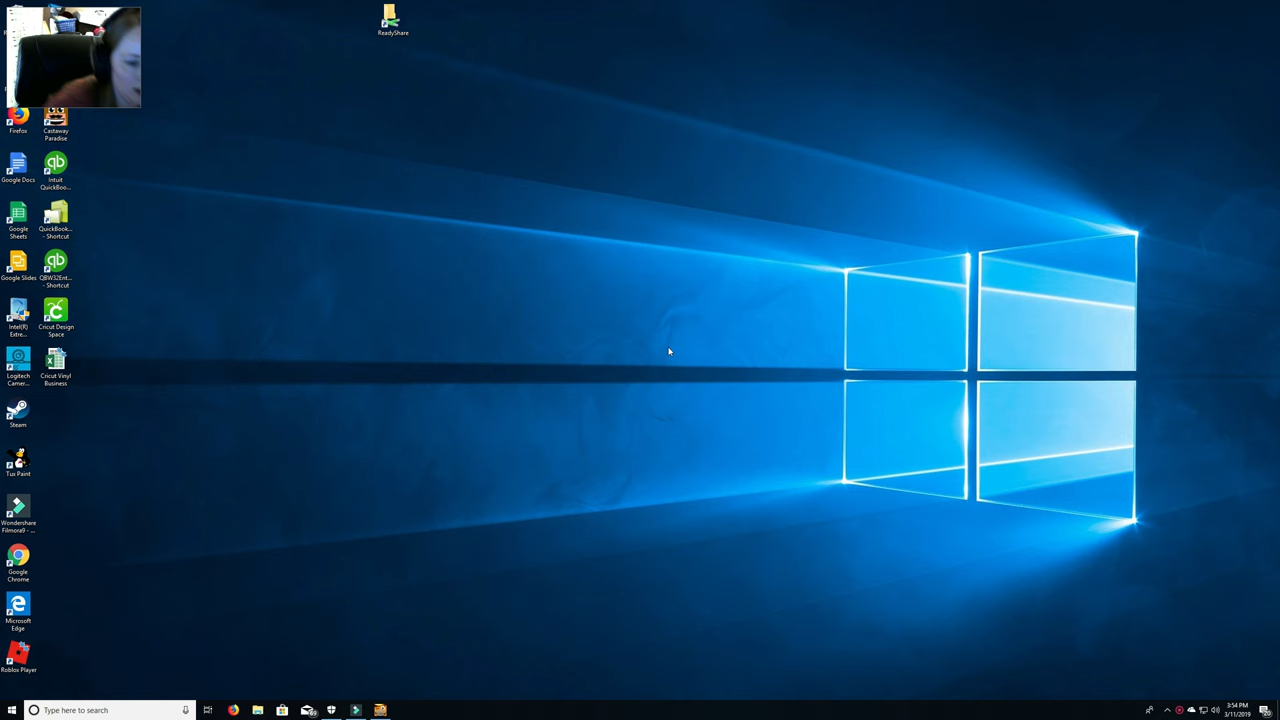 ReadyShare
Firefox
Castaway
Paradise
Google Docs
Intuit
QuickBoo...
Google
Sheets
QuickBook...
- Shortcut
Google Slides
QBW32Ent...
- Shortcut
Intel(R)
Extre...
Cricut Design
Space
Logitech
Camer...
Cricut Vinyl
Business
Steam
Tux Paint
Wondershare
Filmora9 - ...
Google
Chrome
Microsoft
Edge
Roblox Player
Type here to search
3:54 PM
3/11/2019